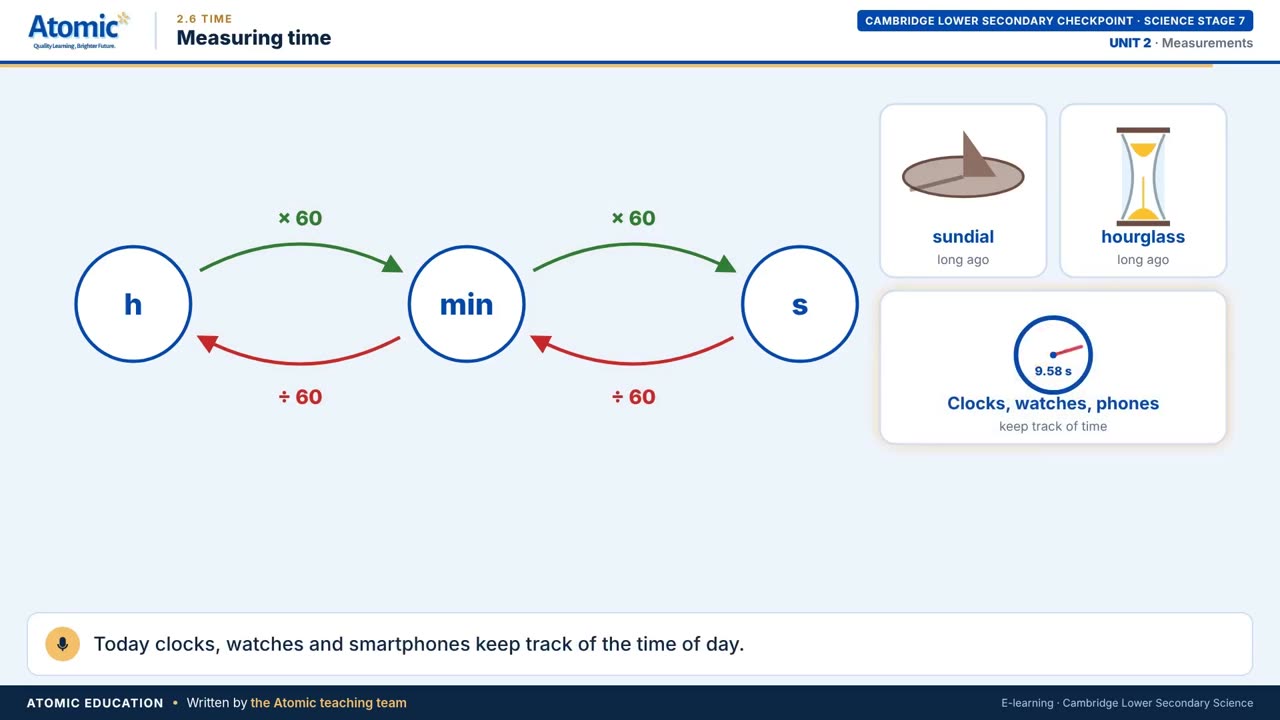 Atomic
Quality Learning, Brighter Future.
2.6 TIME
Measuring time
CAMBRIDGE LOWER SECONDARY CHECKPOINT · SCIENCE STAGE 7
UNIT 2 · Measurements
× 60
× 60
h
min
s
÷ 60
÷ 60
sundial
long ago
hourglass
long ago
9.58 s
Clocks, watches, phones
keep track of time
Today clocks, watches and smartphones keep track of the time of day.
ATOMIC EDUCATION • Written by the Atomic teaching team
E-learning · Cambridge Lower Secondary Science